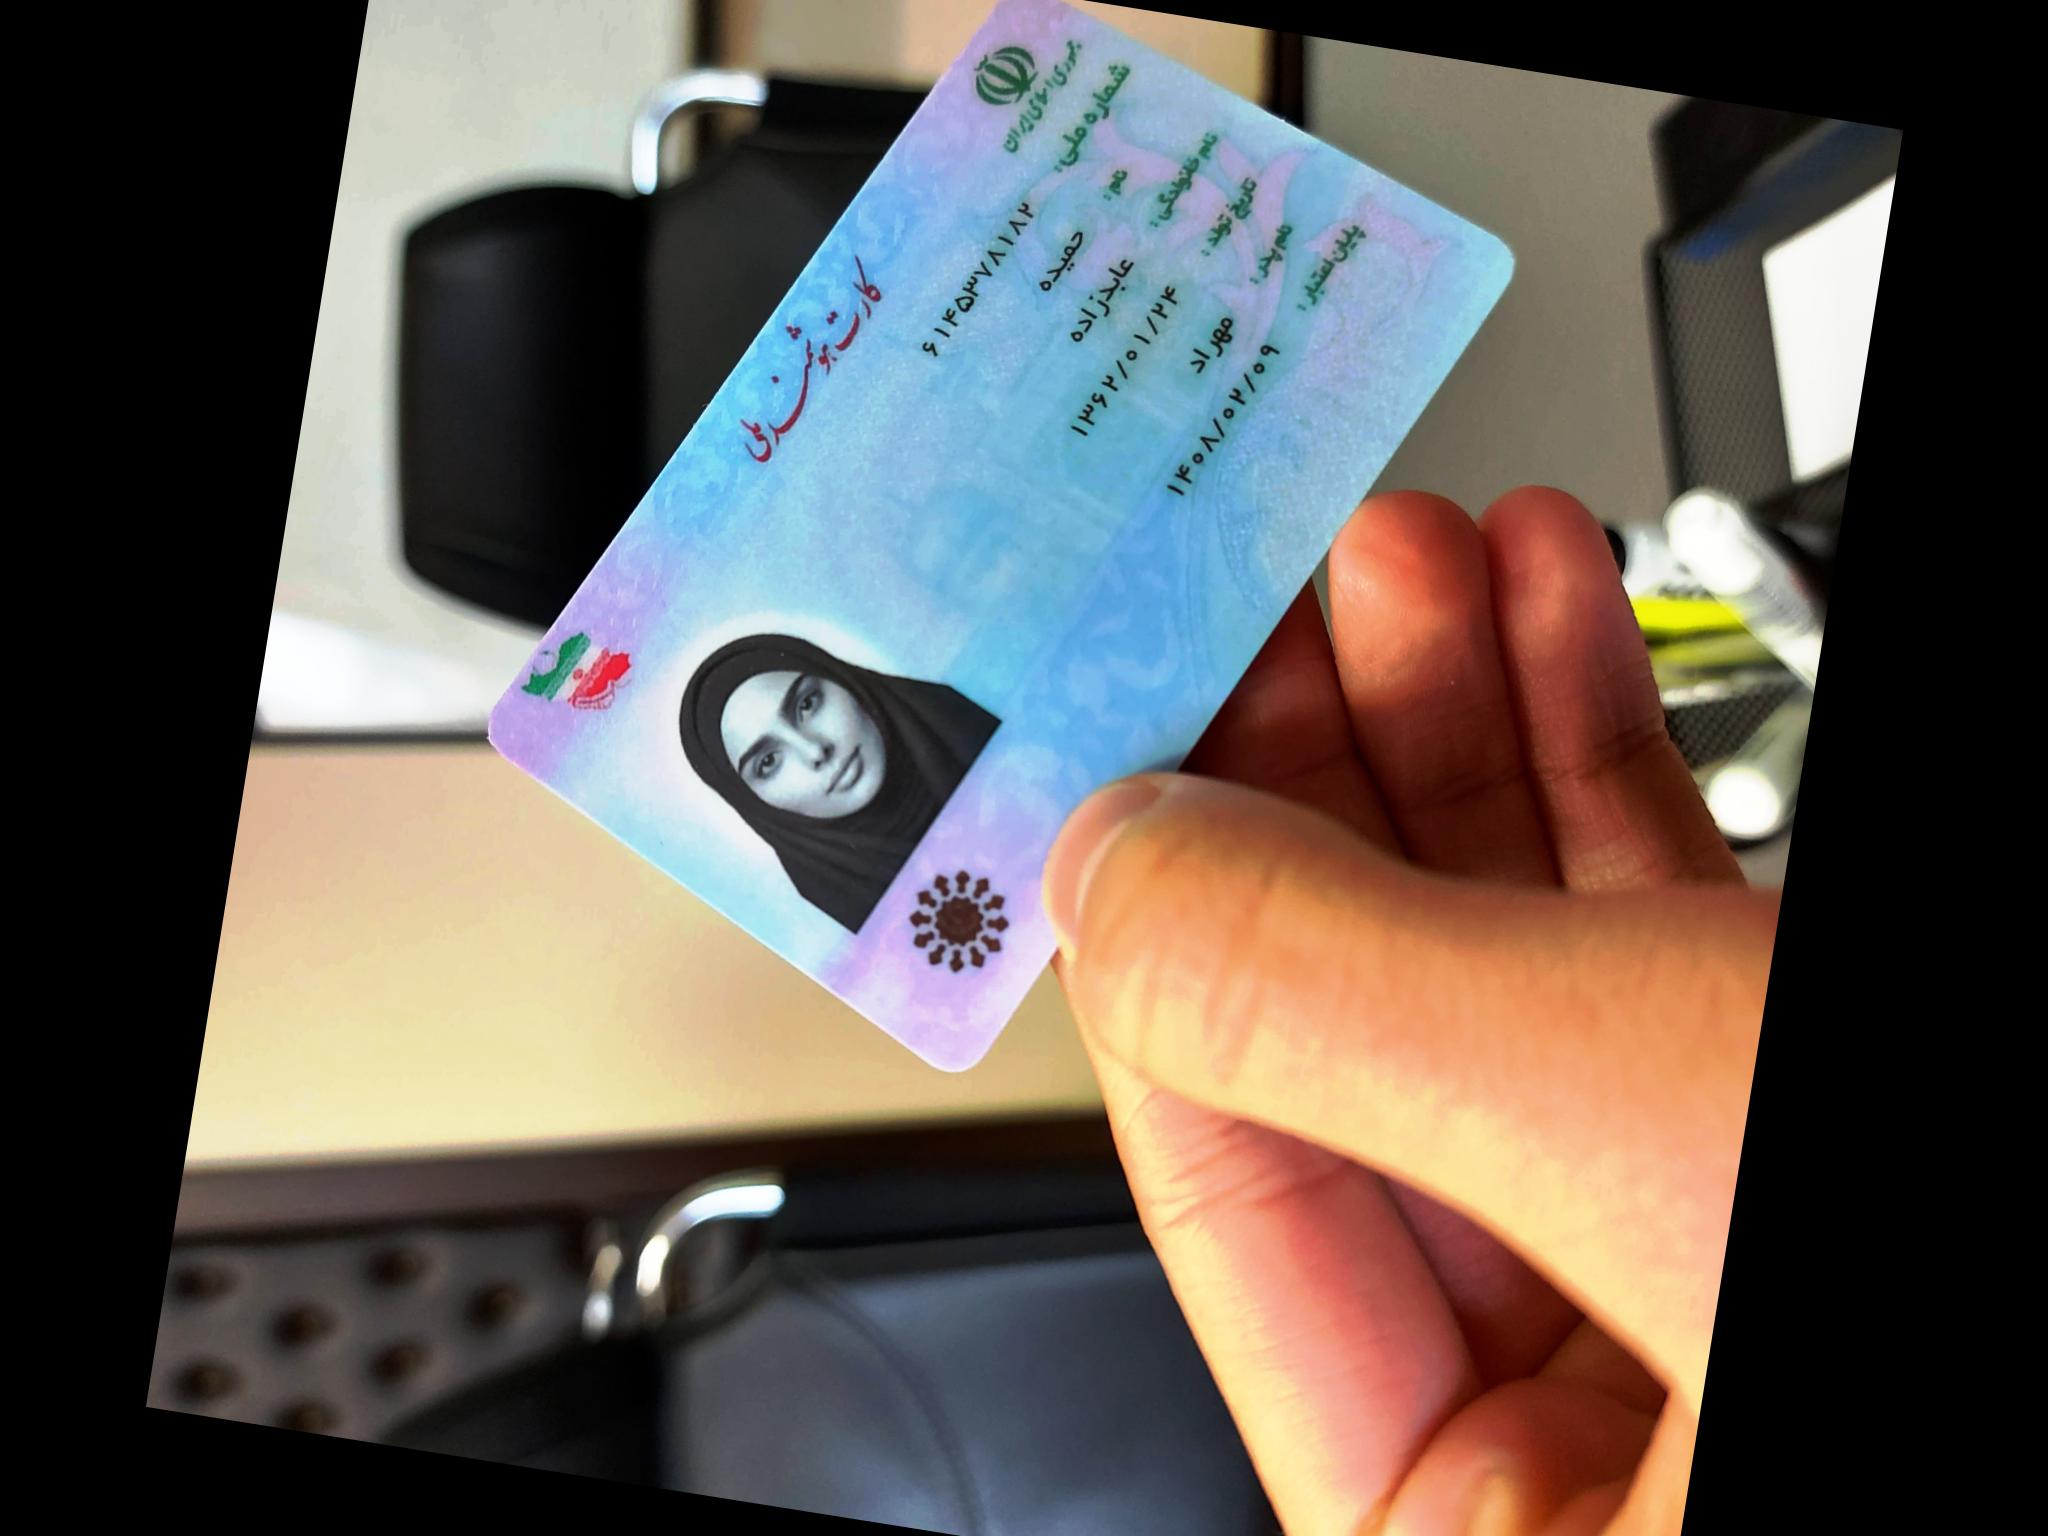 جمهوری اسلامی ایران
کارت هوشمند ملی
شماره ملی: ۶۱۴۵۳۷۸۱۸۲
نام: حمیده
نام خانوادگی: عابدزاده
تاریخ تولد: ۱۳۶۲/۰۱/۲۴
نام پدر: مهراد
پایان اعتبار: ۱۴۰۸/۰۲/۰۹